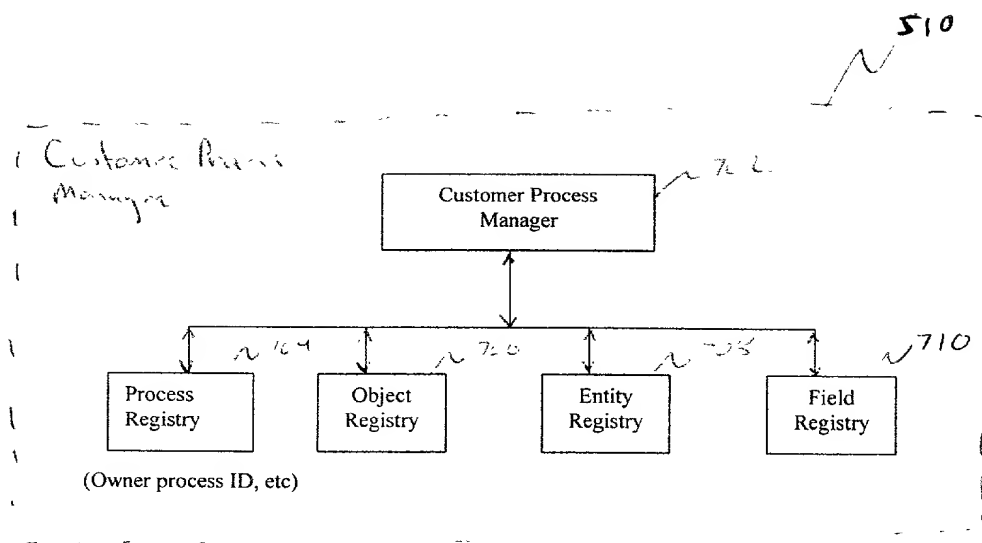 510
Customer Process
Manager
Customer Process
Manager
710
Process
Registry
Object
Registry
Entity
Registry
Field
Registry
(Owner process ID, etc)